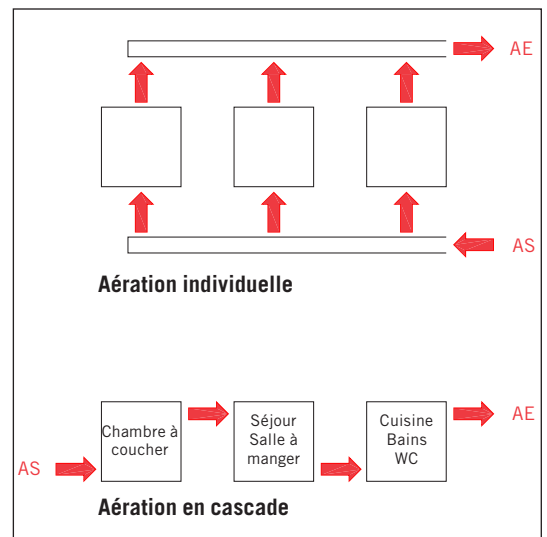 AE
AS
Aération individuelle
Chambre à
coucher
Séjour
Salle à
manger
Cuisine
Bains
WC
AE
AS
Aération en cascade